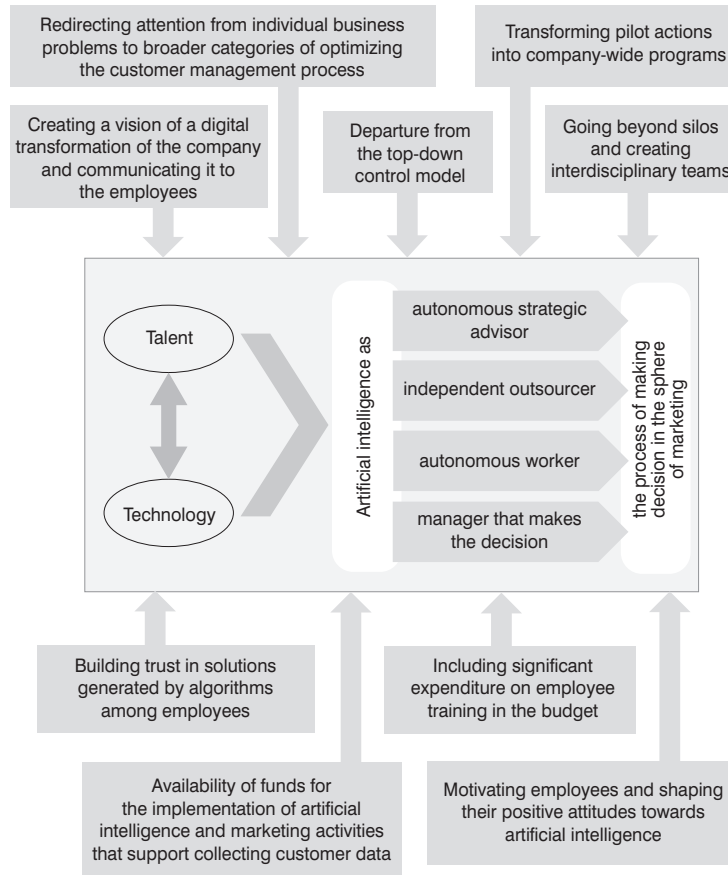 Redirecting attention from individual business
problems to broader categories of optimizing
the customer management process
Transforming pilot actions
into company-wide programs
Creating a vision of a digital
transformation of the company
and communicating it to
the employees
Departure from
the top-down
control model
Going beyond silos
and creating
interdisciplinary teams
Talent
Technology
Artificial intelligence as
autonomous strategic
advisor
independent outsourcer
autonomous worker
manager that makes
the decision
the process of making
decision in the sphere
of marketing
Building trust in solutions
generated by algorithms
among employees
Including significant
expenditure on employee
training in the budget
Availability of funds for
the implementation of artificial
intelligence and marketing activities
that support collecting customer data
Motivating employees and shaping
their positive attitudes towards
artificial intelligence